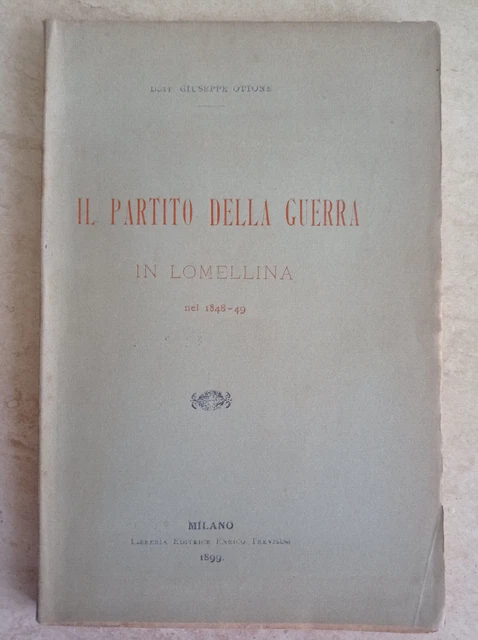 DOTT. GIUSEPPE OTTONE
IL PARTITO DELLA GUERRA
IN LOMELLINA
nel 1848-49
MILANO
LIBRERIA EDITRICE ENRICO TREVISINI
1899.